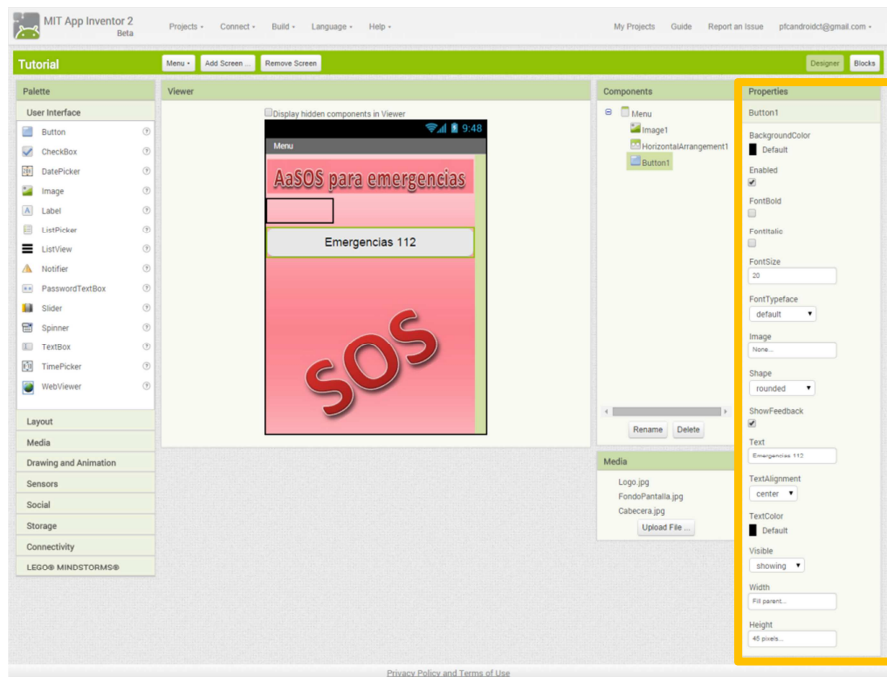 MIT App Inventor 2
Beta
Projects Connect Build Language Help
My Projects Guide Report an Issue pfcandroidct@gmail.com
Tutorial
Menu Add Screen ... Remove Screen
Designer Blocks
Palette
User Interface
Button
CheckBox
DatePicker
Image
Label
ListPicker
ListView
Notifier
PasswordTextBox
Slider
Spinner
TextBox
TimePicker
WebViewer
Layout
Media
Drawing and Animation
Sensors
Social
Storage
Connectivity
LEGO® MINDSTORMS®
Viewer
Display hidden components in Viewer
9:48
Menu
AaSOS para emergencias
Emergencias 112
SOS
Components
Menu
Image1
HorizontalArrangement1
Button1
Rename Delete
Media
Logo.jpg
FondoPantalla.jpg
Cabecera.jpg
Upload File ...
Properties
Button1
BackgroundColor
Default
Enabled
FontBold
FontItalic
FontSize
20
FontTypeface
default
Image
None...
Shape
rounded
ShowFeedback
Text
Emergencias 112
TextAlignment
center
TextColor
Default
Visible
showing
Width
Fill parent...
Height
45 pixels...
Privacy Policy and Terms of Use